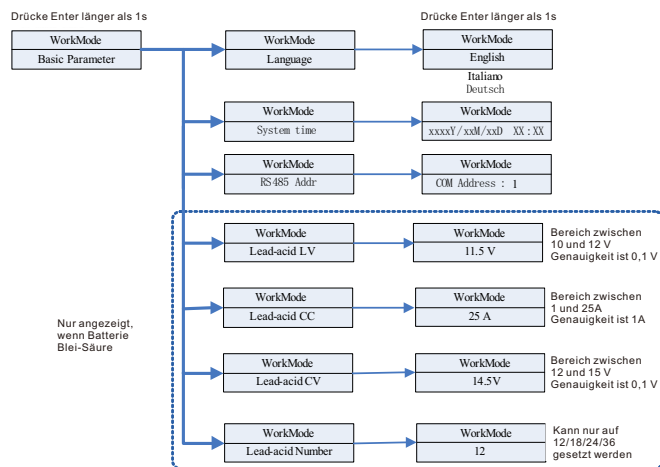 Drücke Enter länger als 1s
Drücke Enter länger als 1s
WorkMode
Basic Parameter
WorkMode
Language
WorkMode
English
Italiano
Deutsch
WorkMode
System time
WorkMode
xxxxY/xxM/xxD XX:XX
WorkMode
RS485 Addr
WorkMode
COM Address : 1
Nur angezeigt,
wenn Batterie
Blei-Säure
WorkMode
Lead-acid LV
WorkMode
11.5 V
Bereich zwischen
10 und 12 V
Genauigkeit ist 0,1 V
WorkMode
Lead-acid CC
WorkMode
25 A
Bereich zwischen
1 und 25A
Genauigkeit ist 1A
WorkMode
Lead-acid CV
WorkMode
14.5V
Bereich zwischen
12 und 15 V
Genauigkeit ist 0,1 V
WorkMode
Lead-acid Number
WorkMode
12
Kann nur auf
12/18/24/36
gesetzt werden